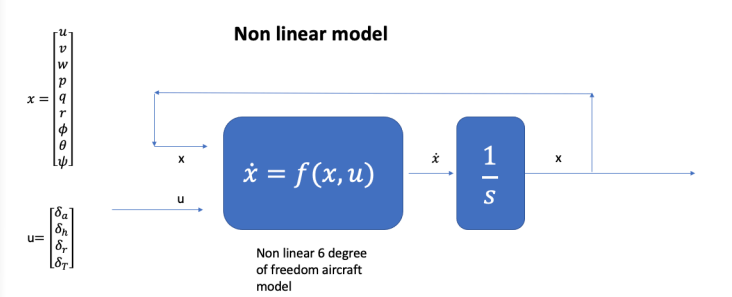 Non linear model
x = [u v w p q r ϕ θ ψ]
x
u
ẋ = f(x, u)
ẋ
1
s
x
u= [δa δh δr δT]
Non linear 6 degree
of freedom aircraft
model